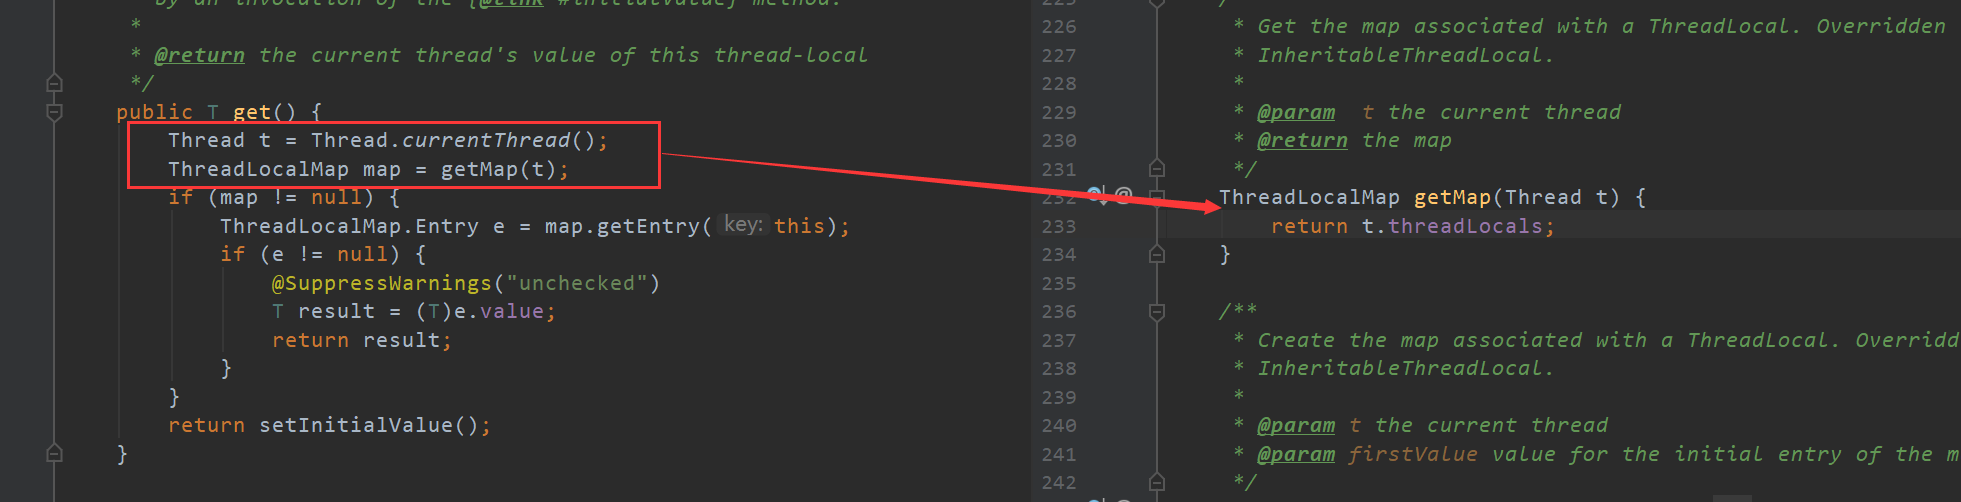 by an invocation of the {@link #initialValue} method.
*
* @return the current thread's value of this thread-local
*/
public T get() {
Thread t = Thread.currentThread();
ThreadLocalMap map = getMap(t);
if (map != null) {
ThreadLocalMap.Entry e = map.getEntry( key: this);
if (e != null) {
@SuppressWarnings("unchecked")
T result = (T)e.value;
return result;
}
}
return setInitialValue();
}
225 /
226 * Get the map associated with a ThreadLocal. Overridden
227 * InheritableThreadLocal.
228 *
229 * @param t the current thread
230 * @return the map
231 */
232 @ ThreadLocalMap getMap(Thread t) {
233 return t.threadLocals;
234 }
235
236 /**
237 * Create the map associated with a ThreadLocal. Overridd
238 * InheritableThreadLocal.
239 *
240 * @param t the current thread
241 * @param firstValue value for the initial entry of the m
242 */